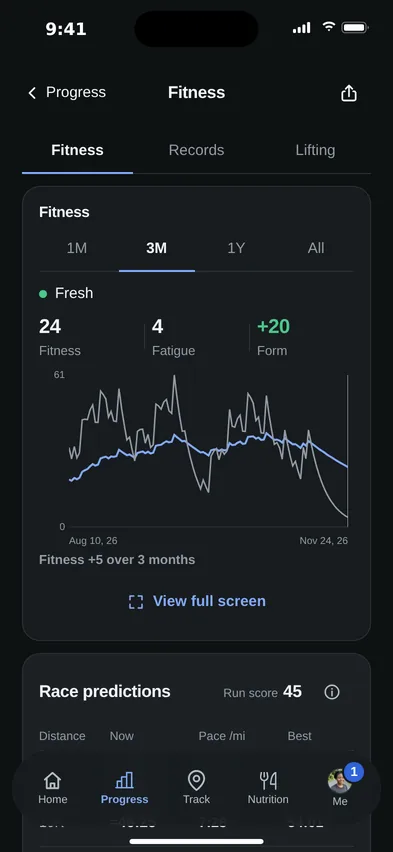 9:41
Progress
Fitness
Fitness Records Lifting
Fitness
1M 3M 1Y All
Fresh
24 4 +20
Fitness Fatigue Form
61
0
Aug 10, 26 Nov 24, 26
Fitness +5 over 3 months
View full screen
Race predictions Run score 45
Distance Now Pace /mi Best
1
Home Progress Track Nutrition Me